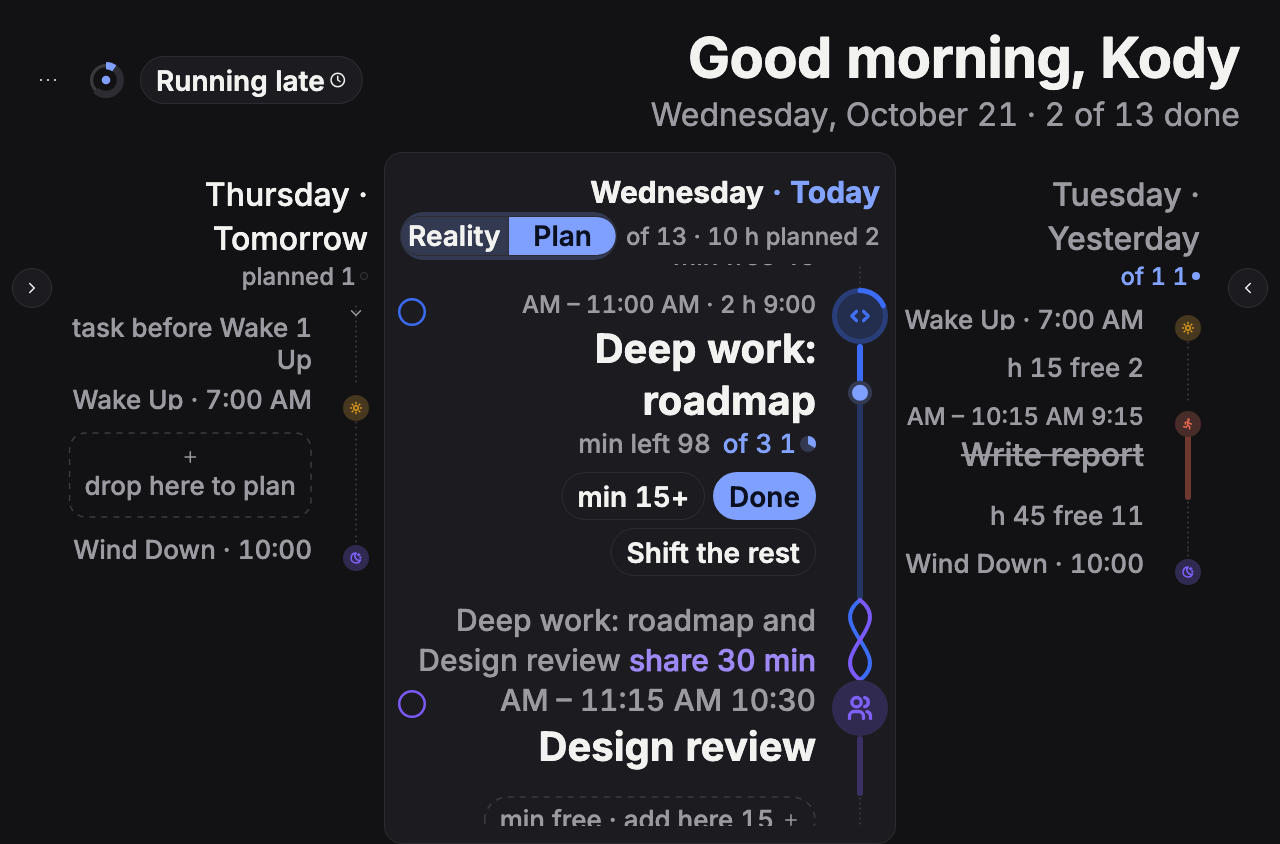 Good morning, Kody
Wednesday, October 21 · 2 of 13 done
Running late
Wednesday · Today
Reality
Plan
of 13 · 10 h planned 2
AM – 11:00 AM · 2 h 9:00
Deep work:
roadmap
min left 98 of 3 1
min 15+
Done
Shift the rest
Deep work: roadmap and
Design review share 30 min
AM – 11:15 AM 10:30
Design review
min free · add here 15 +
Thursday ·
Tomorrow
planned 1
task before Wake 1
Up
Wake Up · 7:00 AM
+
drop here to plan
Wind Down · 10:00
Tuesday ·
Yesterday
of 1 1
Wake Up · 7:00 AM
h 15 free 2
AM – 10:15 AM 9:15
Write report
h 45 free 11
Wind Down · 10:00